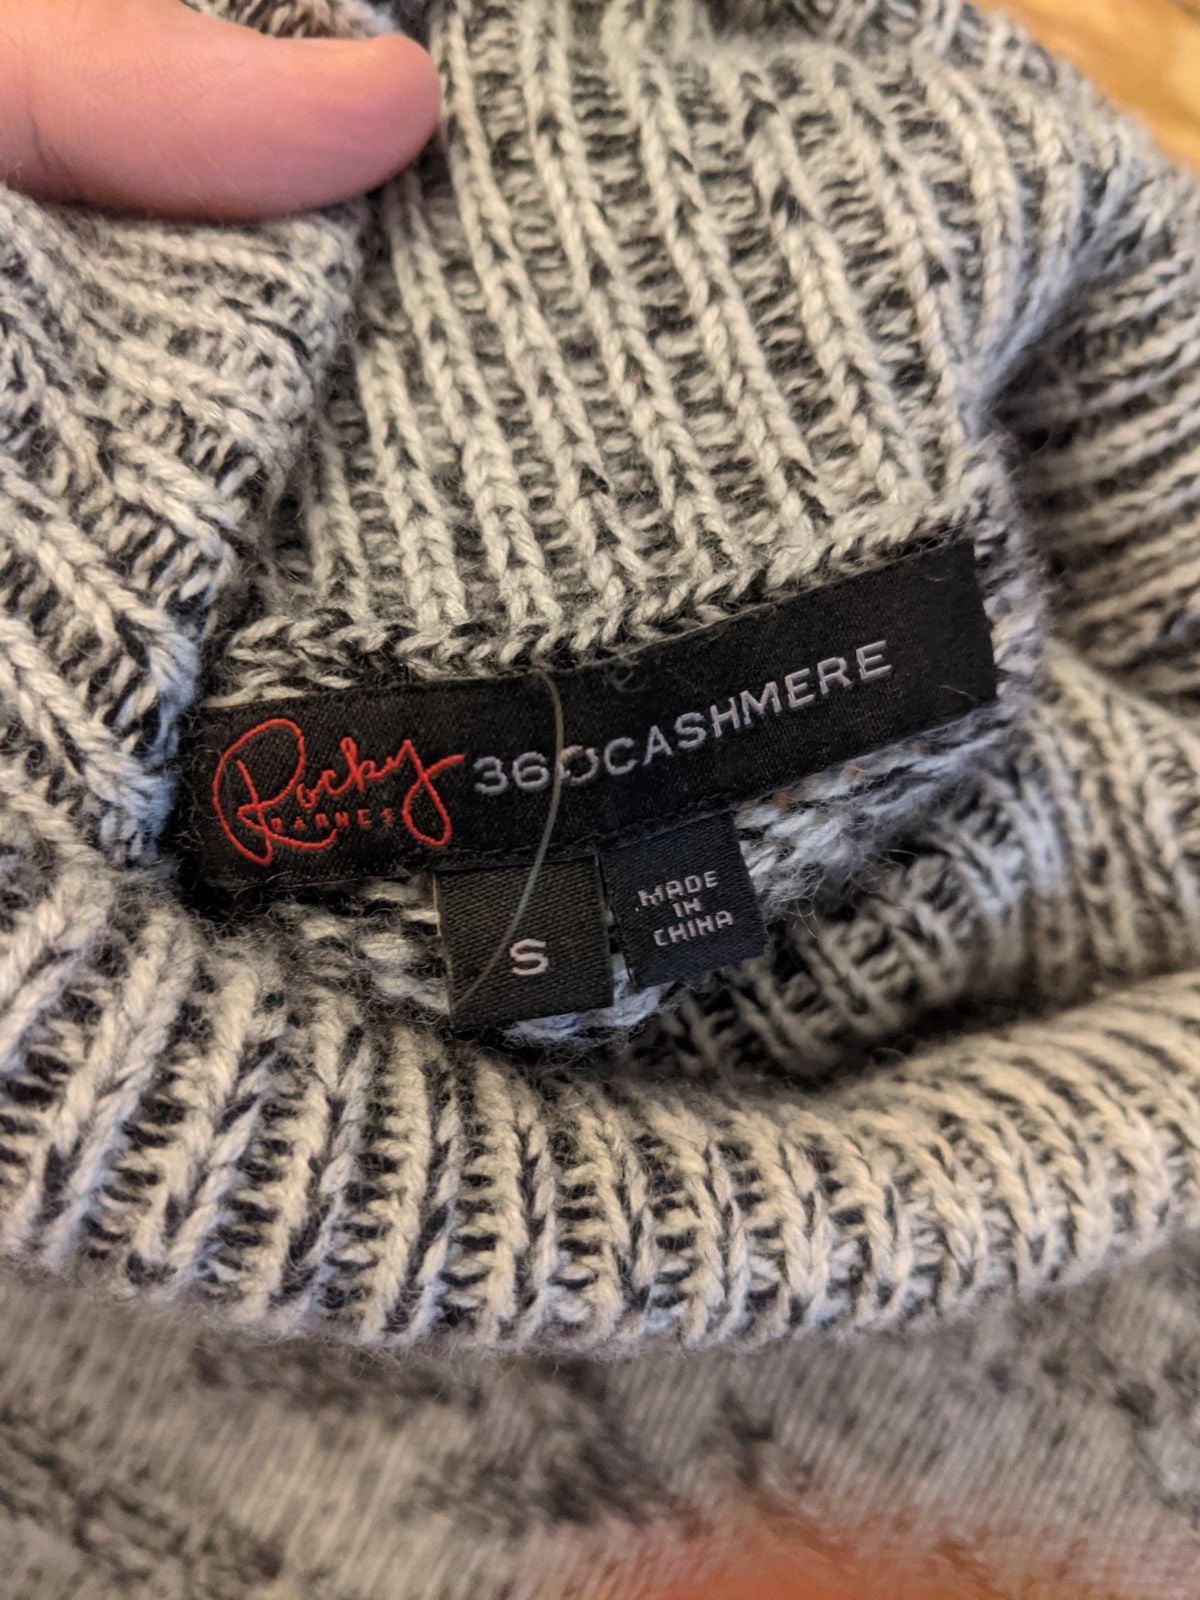 Rocky
BARNES
360CASHMERE
S
MADE
IN
CHINA